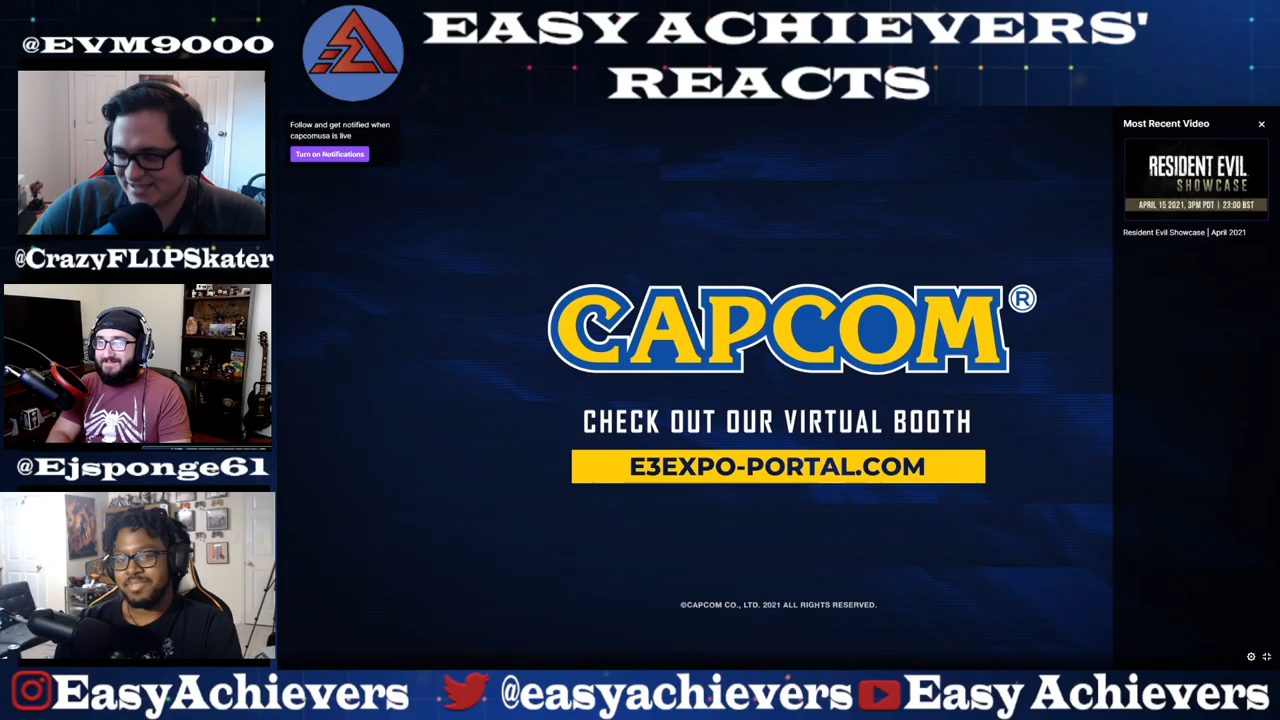 @EVM9000
EASY ACHIEVERS'
REACTS
Follow and get notified when
capcomusa is live
Turn on Notifications
Most Recent Video
RESIDENT EVIL
SHOWCASE
APRIL 15 2021, 3PM PDT | 23:00 BST
Resident Evil Showcase | April 2021
@CrazyFLIPSkater
CAPCOM®
CHECK OUT OUR VIRTUAL BOOTH
E3EXPO-PORTAL.COM
@Ejsponge61
©CAPCOM CO., LTD. 2021 ALL RIGHTS RESERVED.
EasyAchievers
@easyachievers
Easy Achievers